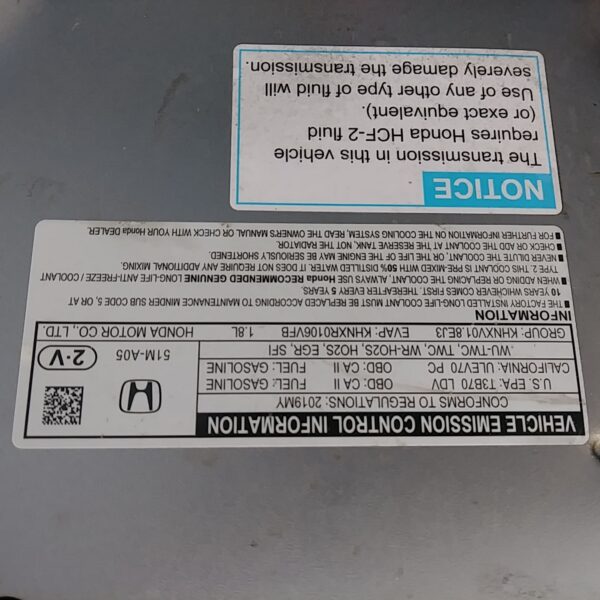 NOTICE
The transmission in this vehicle
requires Honda HCF-2 fluid
(or exact equivalent).
Use of any other type of fluid will
severely damage the transmission.
VEHICLE EMISSION CONTROL INFORMATION
CONFORMS TO REGULATIONS: 2019MY
U.S. EPA: T3B70 LDV OBD: CA II FUEL: GASOLINE
CALIFORNIA: ULEV70 PC OBD: CA II FUEL: GASOLINE
WU-TWC, TWC, WR-HO2S, HO2S, EGR, SFI
GROUP: KHNXV01.8EJ3 EVAP: KHNXR0106VFB 1.8L HONDA MOTOR CO., LTD.
51M-A05
2·V
INFORMATION
■ THE FACTORY INSTALLED LONG-LIFE COOLANT MUST BE REPLACED ACCORDING TO MAINTENANCE MINDER SUB CODE 5, OR AT
10 YEARS WHICHEVER COMES FIRST. THEREAFTER EVERY 5 YEARS.
■ WHEN ADDING OR REPLACING THE COOLANT, ALWAYS USE Honda RECOMMENDED GENUINE LONG-LIFE ANTI-FREEZE / COOLANT
TYPE 2. THIS COOLANT IS PRE-MIXED WITH 50% DISTILLED WATER. IT DOES NOT REQUIRE ANY ADDITIONAL MIXING.
■ NEVER DILUTE THE COOLANT, OR THE LIFE OF THE ENGINE MAY BE SERIOUSLY SHORTENED.
■ CHECK OR ADD THE COOLANT AT THE RESERVE TANK, NOT THE RADIATOR.
■ FOR FURTHER INFORMATION ON THE COOLING SYSTEM, READ THE OWNER'S MANUAL OR CHECK WITH YOUR Honda DEALER.